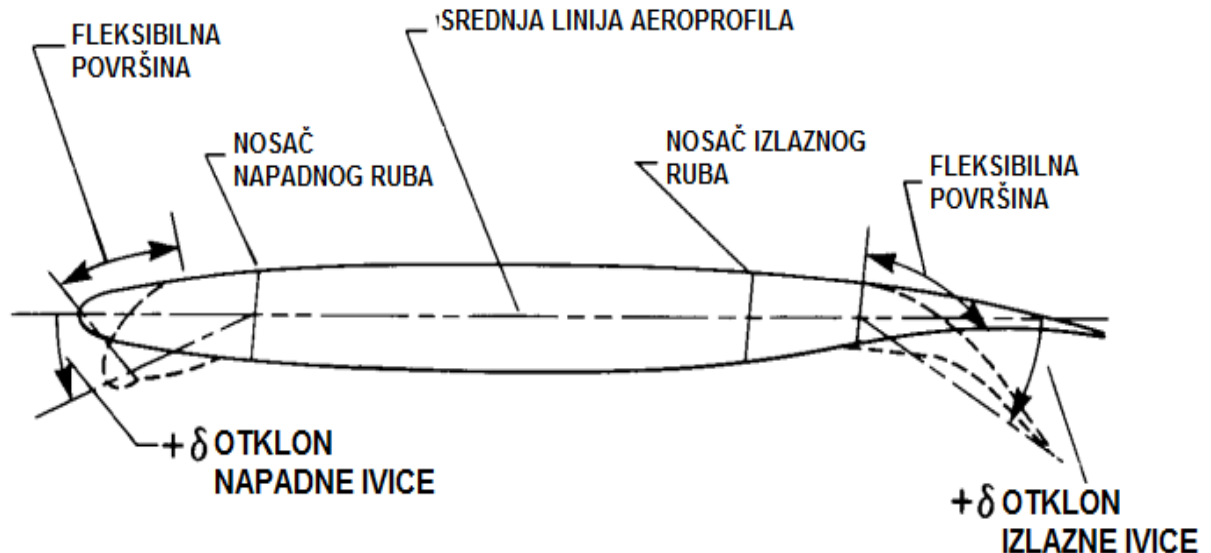 FLEKSIBILNA
POVRŠINA
SREDNJA LINIJA AEROPROFILA
NOSAČ
NAPADNOG RUBA
NOSAČ IZLAZNOG
RUBA
FLEKSIBILNA
POVRŠINA
+δ OTKLON
NAPADNE IVICE
+δ OTKLON
IZLAZNE IVICE